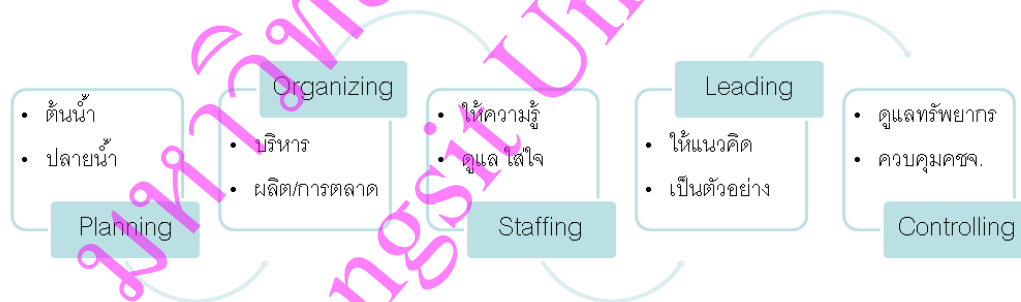 • ต้นน้ำ
• ปลายน้ำ
Planning
Organizing
• บริหาร
• ผลิต/การตลาด
• ให้ความรู้
• ดูแล ใส่ใจ
Staffing
Leading
• ให้แนวคิด
• เป็นตัวอย่าง
• ดูแลทรัพยากร
• ควบคุมคชจ.
Controlling